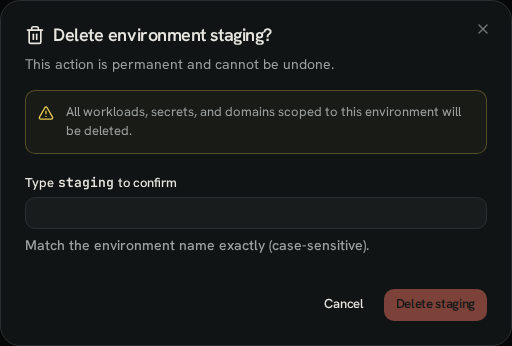 Delete environment staging?
This action is permanent and cannot be undone.
All workloads, secrets, and domains scoped to this environment will
be deleted.
Type staging to confirm
Match the environment name exactly (case-sensitive).
Cancel
Delete staging